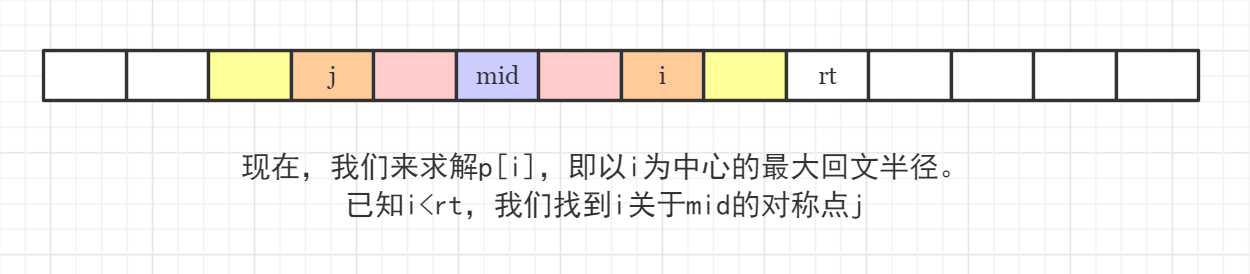 j mid i rt
现在，我们来求解p[i]，即以i为中心的最大回文半径。
已知i<rt，我们找到i关于mid的对称点j